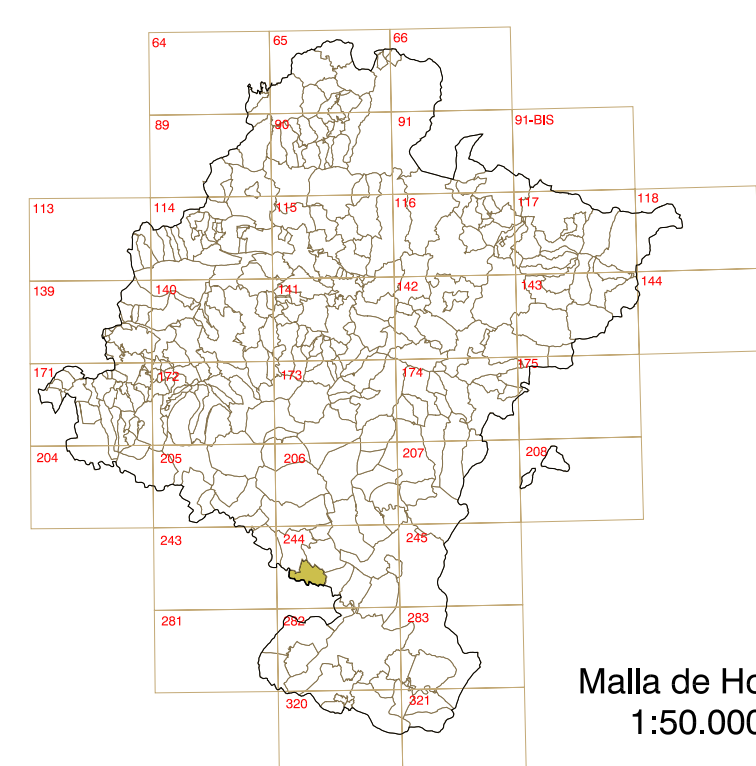 64 65 66
89 90 91 91-BIS
113 114 115 116 117 118
139 140 141 142 143 144
171 172 173 174 175
204 205 206 207 208
243 244 245
281 282 283
320 321
Malla de Ho
1:50.000